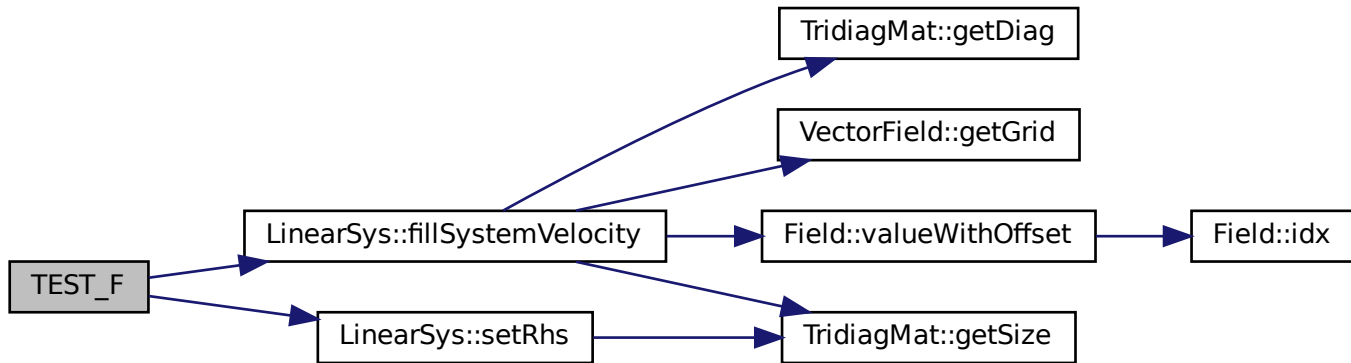 TridiagMat::getDiag
VectorField::getGrid
LinearSys::fillSystemVelocity
Field::valueWithOffset
Field::idx
TEST_F
LinearSys::setRhs
TridiagMat::getSize